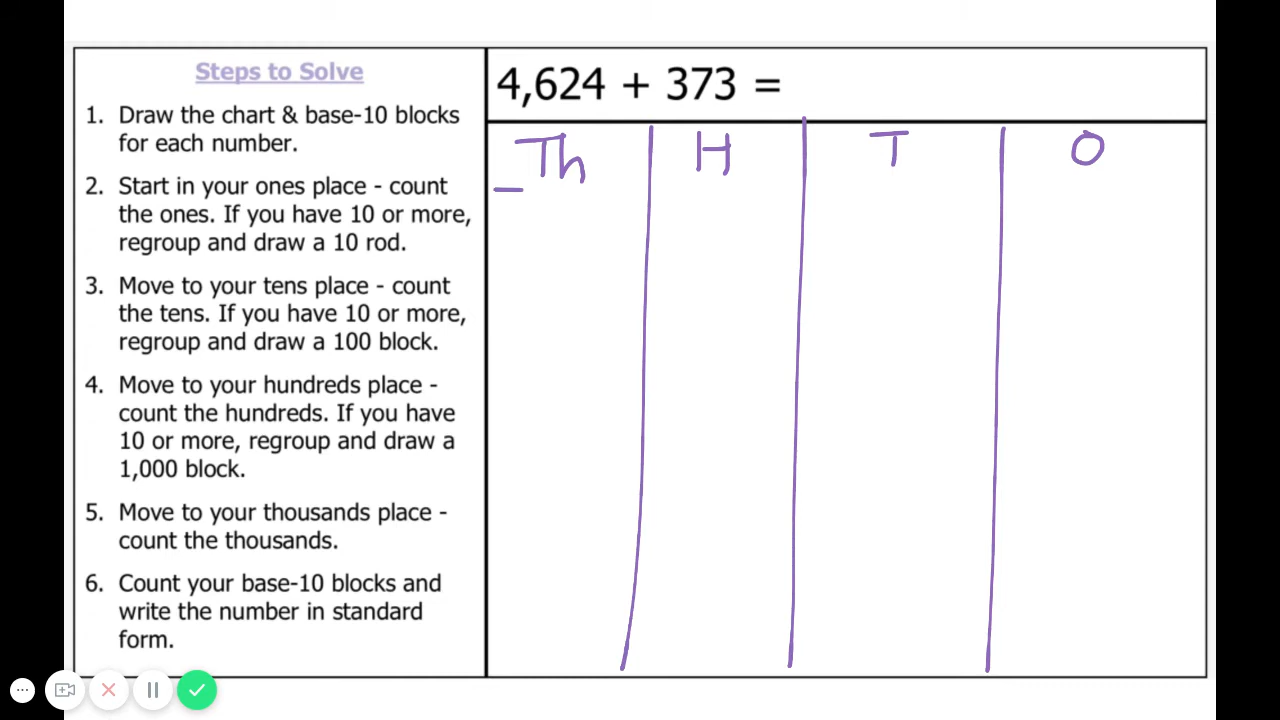 Steps to Solve
1. Draw the chart & base-10 blocks
for each number.
2. Start in your ones place - count
the ones. If you have 10 or more,
regroup and draw a 10 rod.
3. Move to your tens place - count
the tens. If you have 10 or more,
regroup and draw a 100 block.
4. Move to your hundreds place -
count the hundreds. If you have
10 or more, regroup and draw a
1,000 block.
5. Move to your thousands place -
count the thousands.
6. Count your base-10 blocks and
write the number in standard
form.
4,624 + 373 =
Th H T O